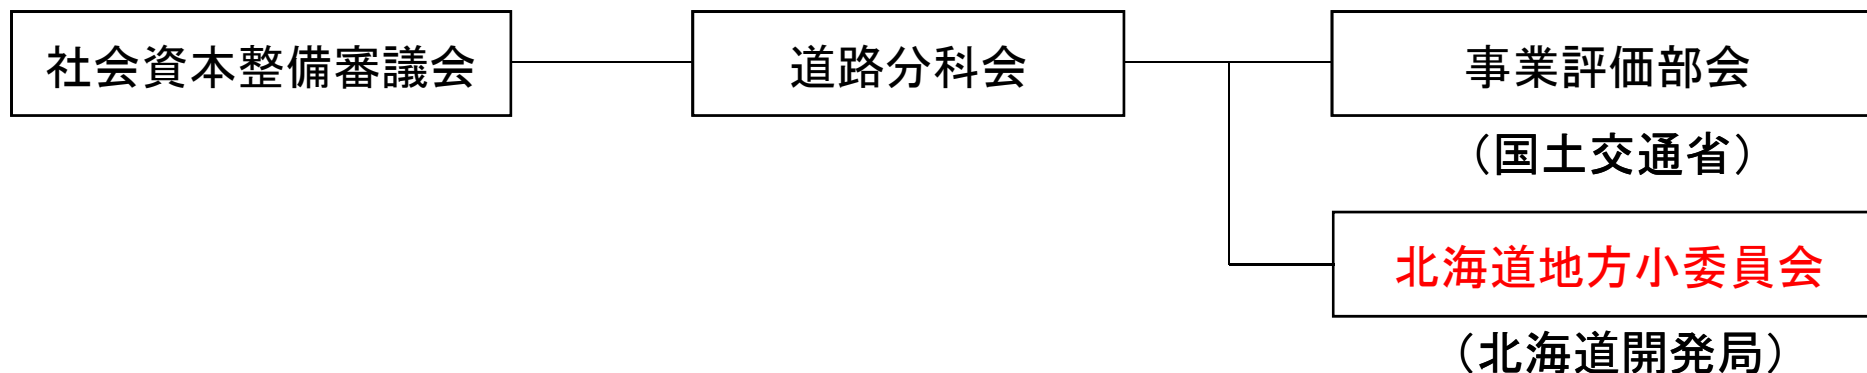 社会資本整備審議会
道路分科会
事業評価部会
（国土交通省）
北海道地方小委員会
（北海道開発局）